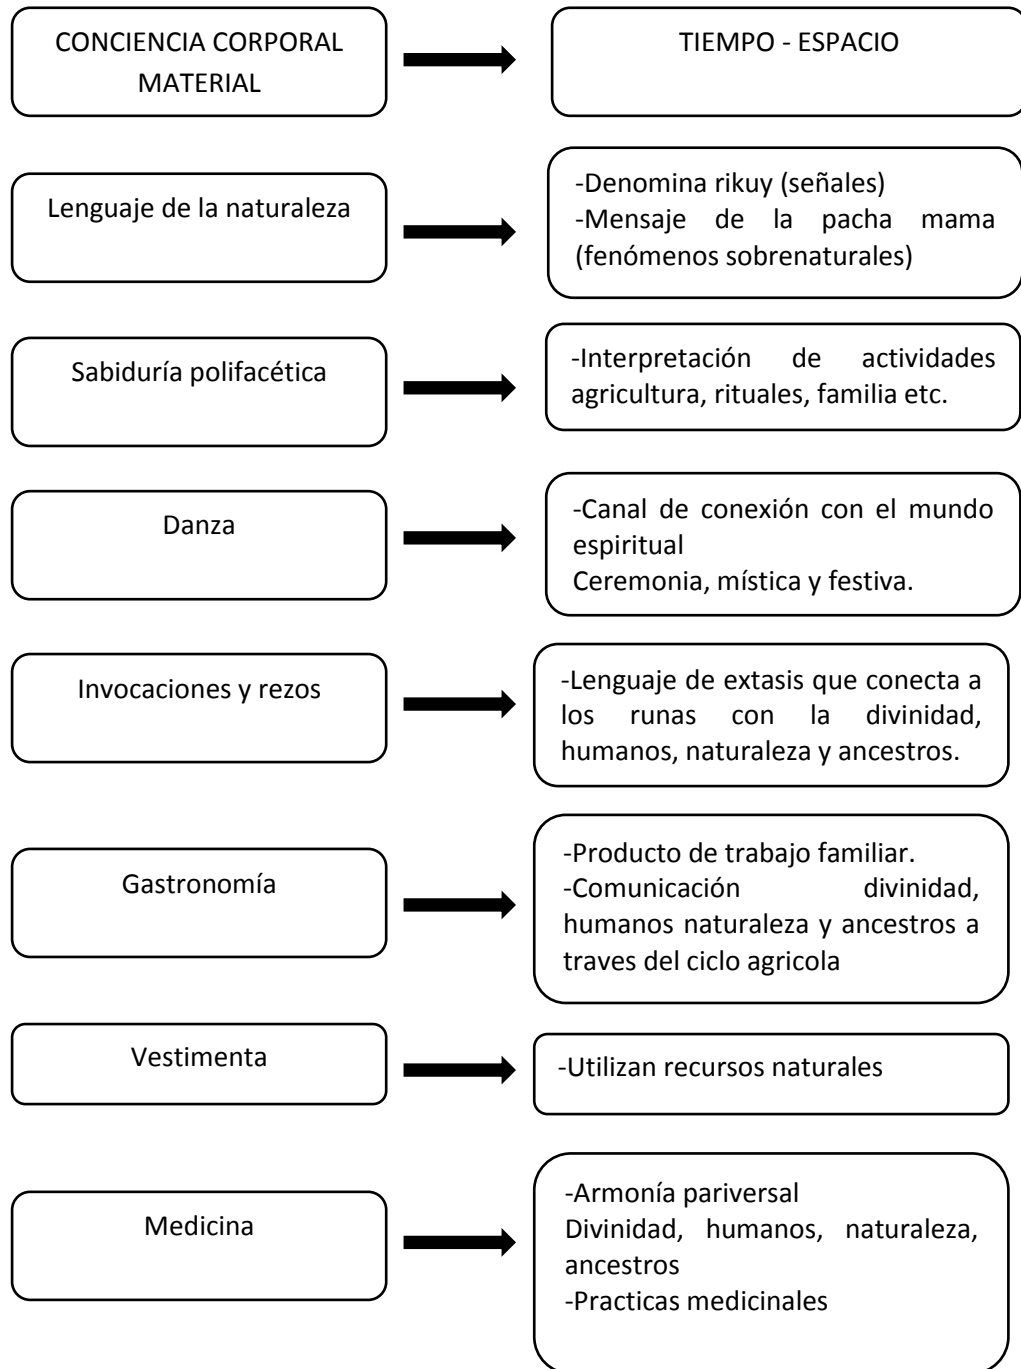 CONCIENCIA CORPORAL
MATERIAL
TIEMPO - ESPACIO
Lenguaje de la naturaleza
-Denomina rikuy (señales)
-Mensaje de la pacha mama
(fenómenos sobrenaturales)
Sabiduría polifacética
-Interpretación de actividades
agricultura, rituales, familia etc.
Danza
-Canal de conexión con el mundo
espiritual
Ceremonia, mística y festiva.
Invocaciones y rezos
-Lenguaje de extasis que conecta a
los runas con la divinidad,
humanos, naturaleza y ancestros.
Gastronomía
-Producto de trabajo familiar.
-Comunicación divinidad,
humanos naturaleza y ancestros a
traves del ciclo agricola
Vestimenta
-Utilizan recursos naturales
Medicina
-Armonía pariversal
Divinidad, humanos, naturaleza,
ancestros
-Practicas medicinales